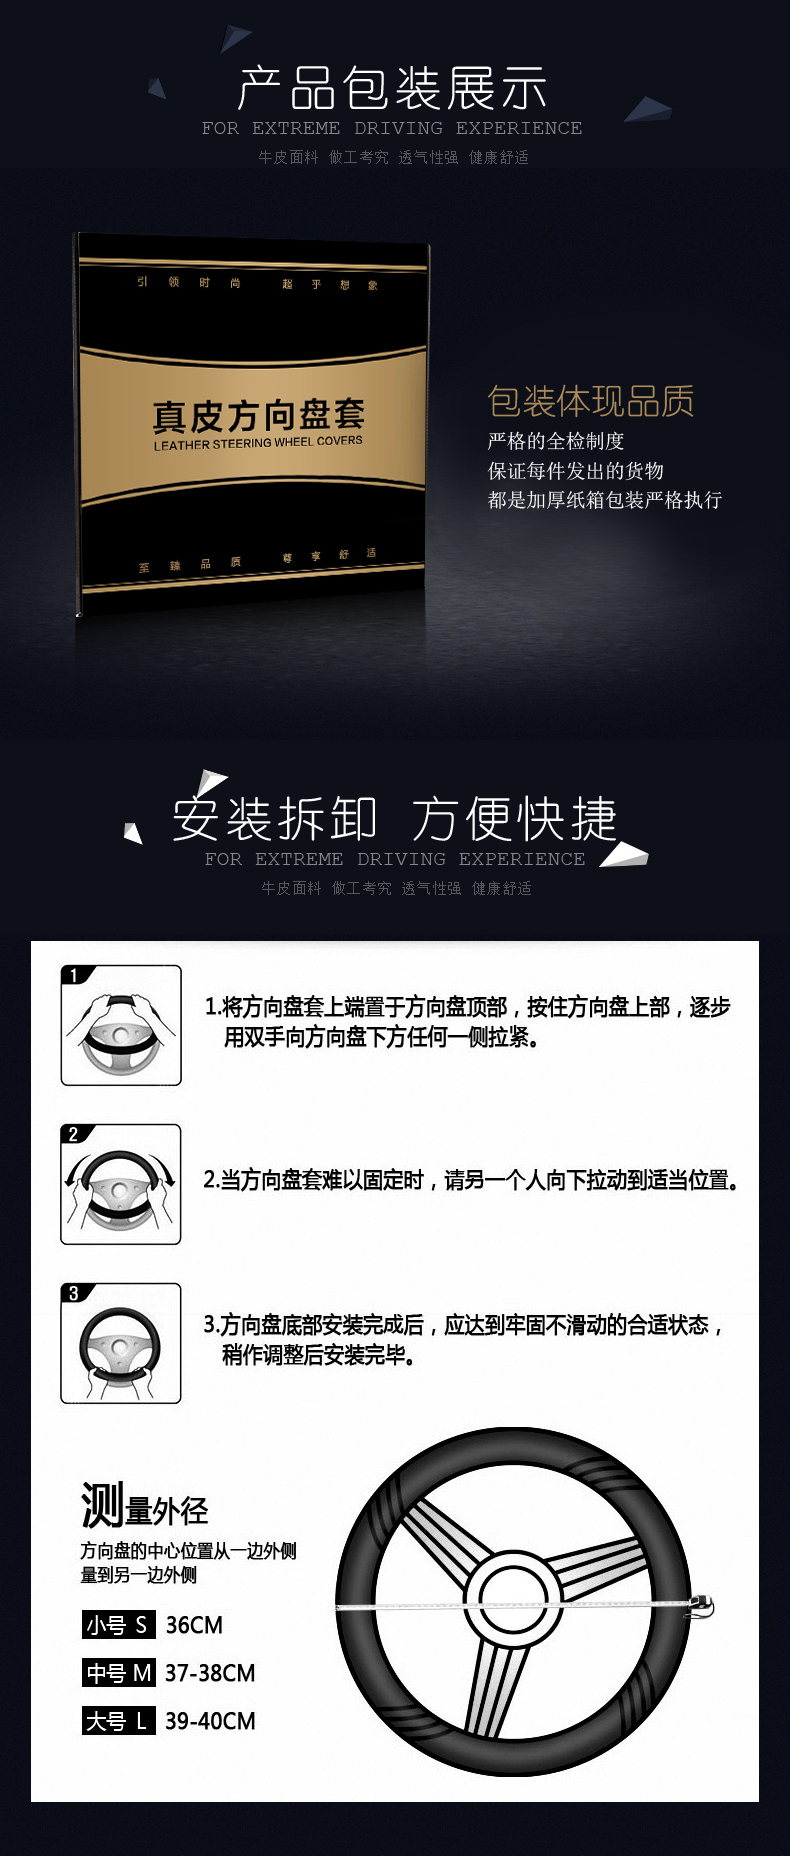 产品包装展示
FOR EXTREME DRIVING EXPERIENCE
牛皮面料 做工考究 透气性强 健康舒适
引领时尚 超乎想象
真皮方向盘套
LEATHER STEERING WHEEL COVERS
至臻品质 尊享舒适
包装体现品质
严格的全检制度
保证每件发出的货物
都是加厚纸箱包装严格执行
安装拆卸 方便快捷
FOR EXTREME DRIVING EXPERIENCE
牛皮面料 做工考究 透气性强 健康舒适
1
1.将方向盘套上端置于方向盘顶部，按住方向盘上部，逐步
用双手向方向盘下方任何一侧拉紧。
2
2.当方向盘套难以固定时，请另一个人向下拉动到适当位置。
3
3.方向盘底部安装完成后，应达到牢固不滑动的合适状态，
稍作调整后安装完毕。
测量外径
方向盘的中心位置从一边外侧
量到另一边外侧
小号 S 36CM
中号 M 37-38CM
大号 L 39-40CM